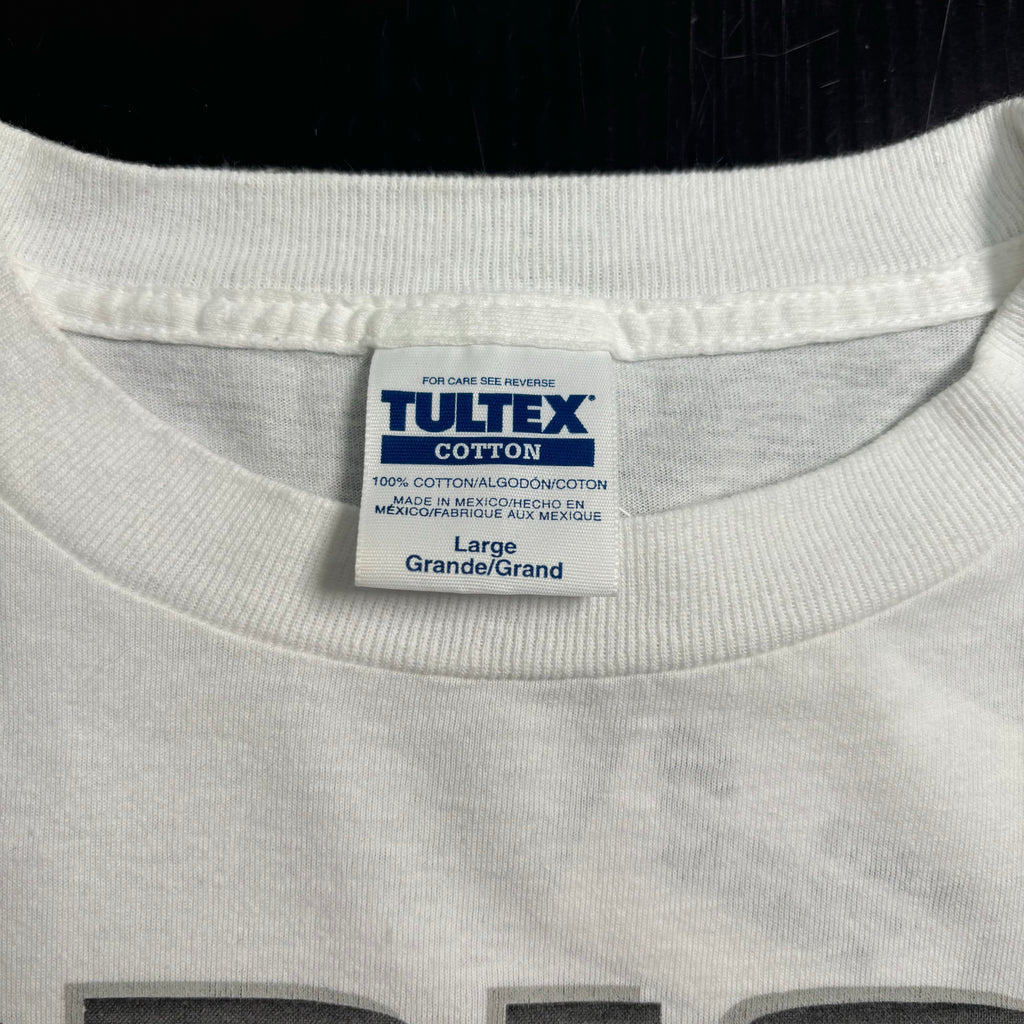 FOR CARE SEE REVERSE
TULTEX®
COTTON
100% COTTON/ALGODÓN/COTON
MADE IN MEXICO/HECHO EN
MÉXICO/FABRIQUE AUX MEXIQUE
Large
Grande/Grand